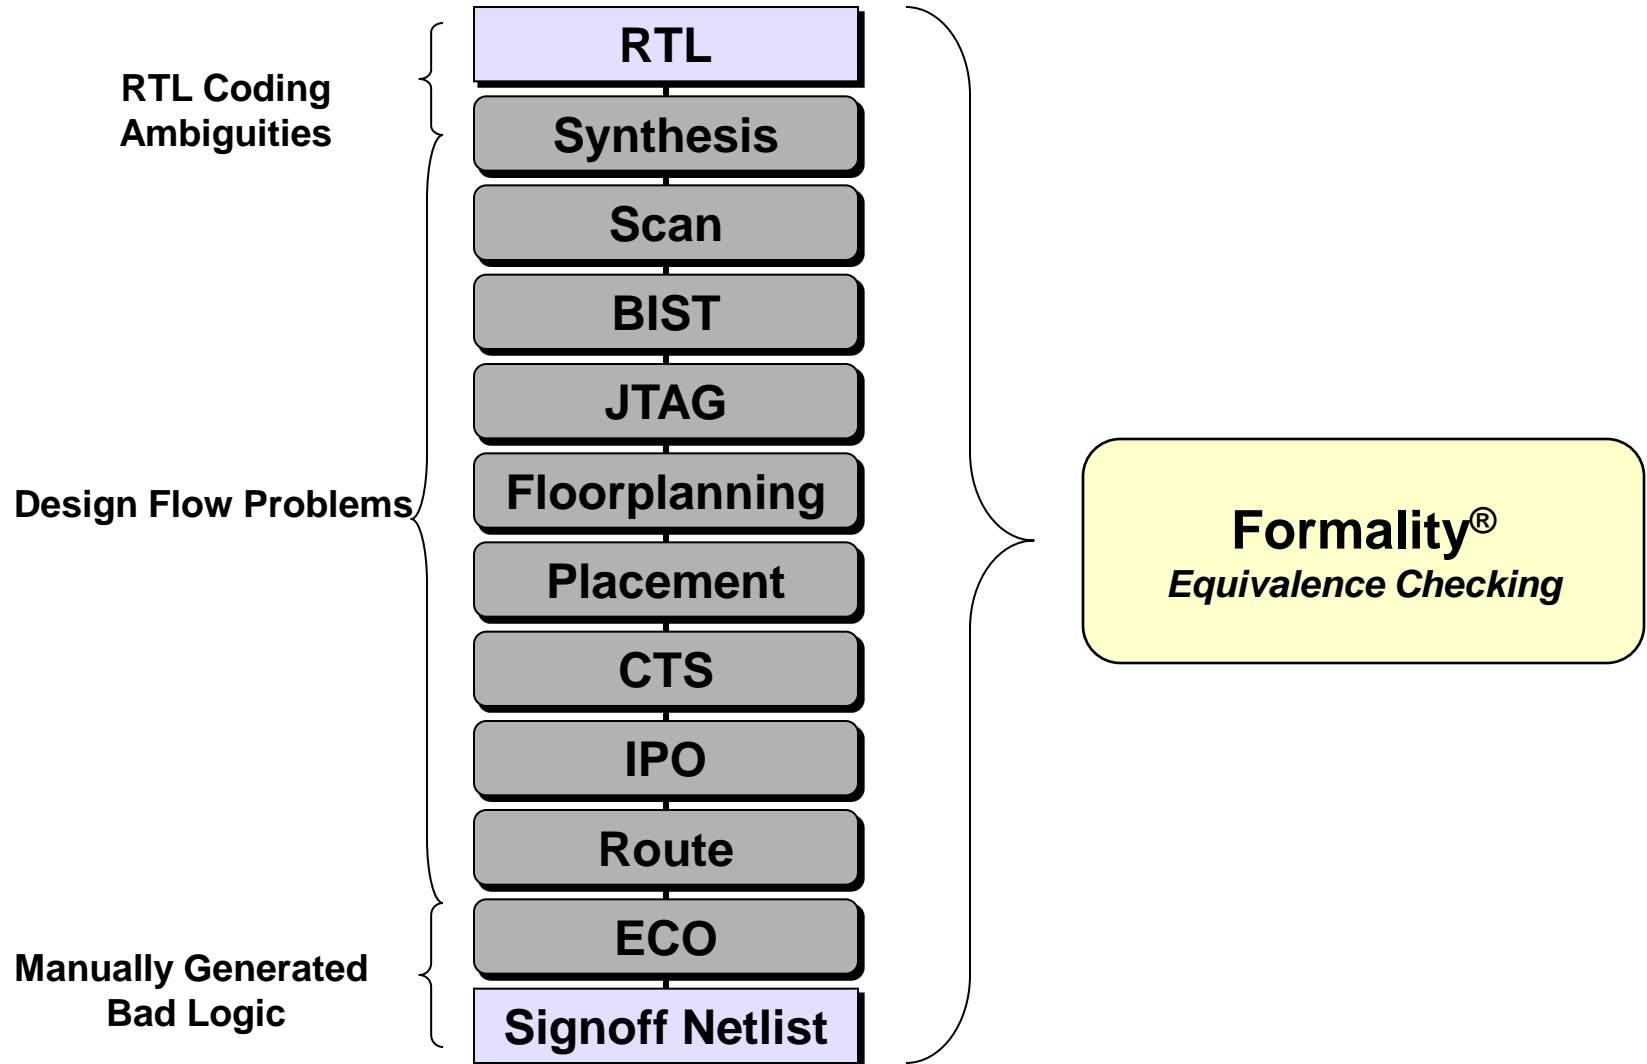 RTL
RTL Coding
Ambiguities
Synthesis
Scan
BIST
JTAG
Floorplanning
Design Flow Problems
Formality®
Equivalence Checking
Placement
CTS
IPO
Route
ECO
Manually Generated
Bad Logic
Signoff Netlist